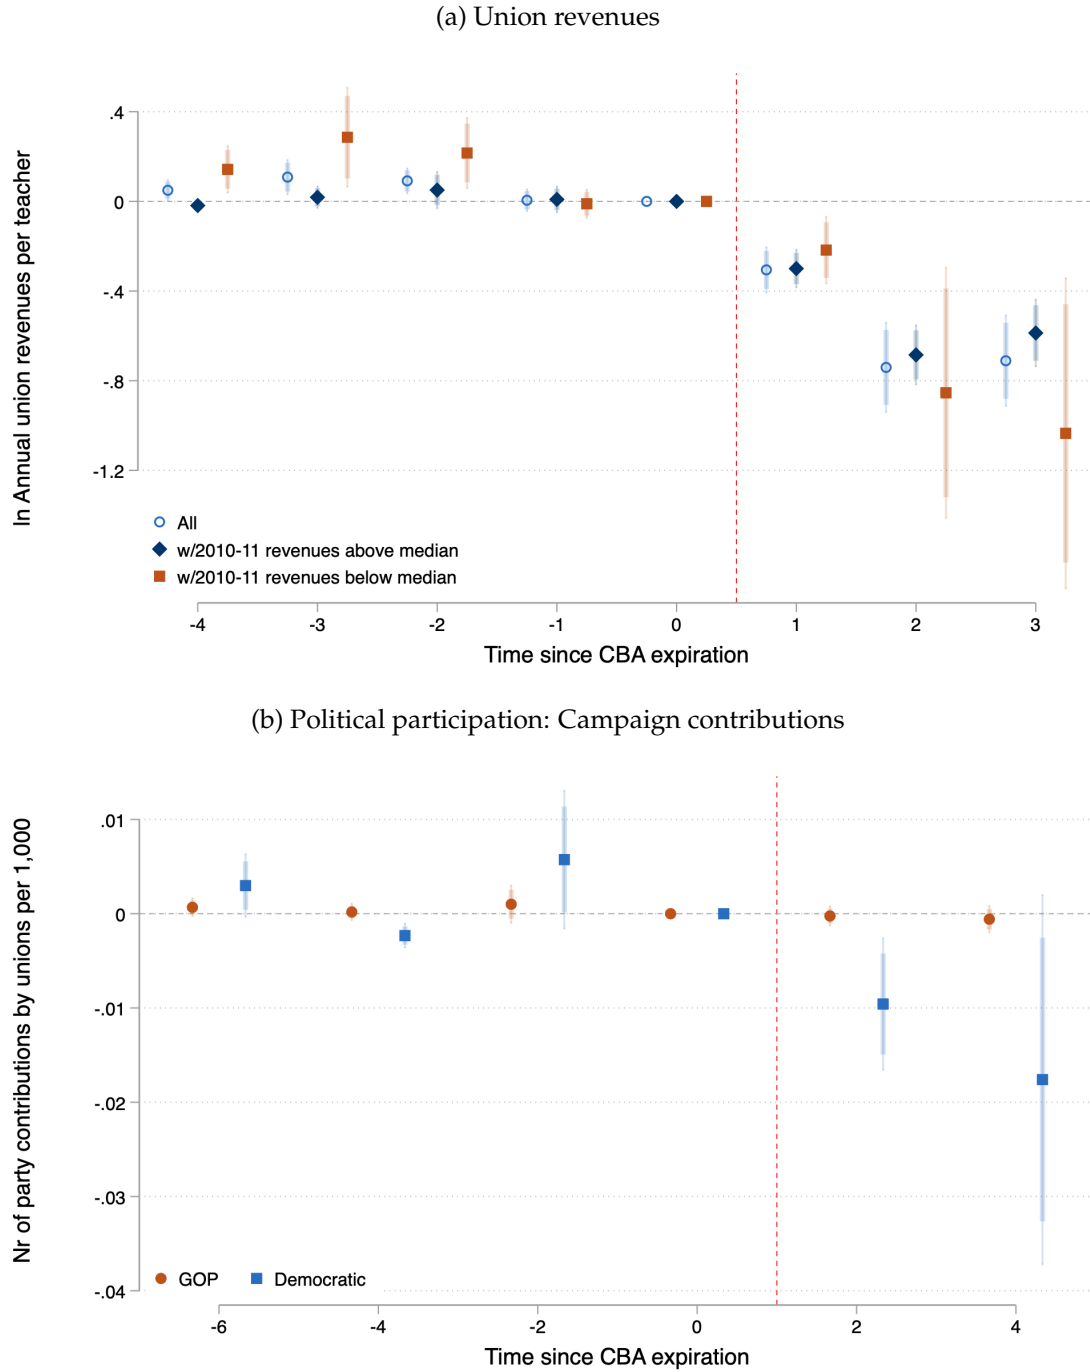 (a) Union revenues
ln Annual union revenues per teacher
.4
0
-.4
-.8
-1.2
All
w/2010-11 revenues above median
w/2010-11 revenues below median
-4 -3 -2 -1 0 1 2 3
Time since CBA expiration
(b) Political participation: Campaign contributions
Nr of party contributions by unions per 1,000
.01
0
-.01
-.02
-.03
-.04
GOP Democratic
-6 -4 -2 0 2 4
Time since CBA expiration